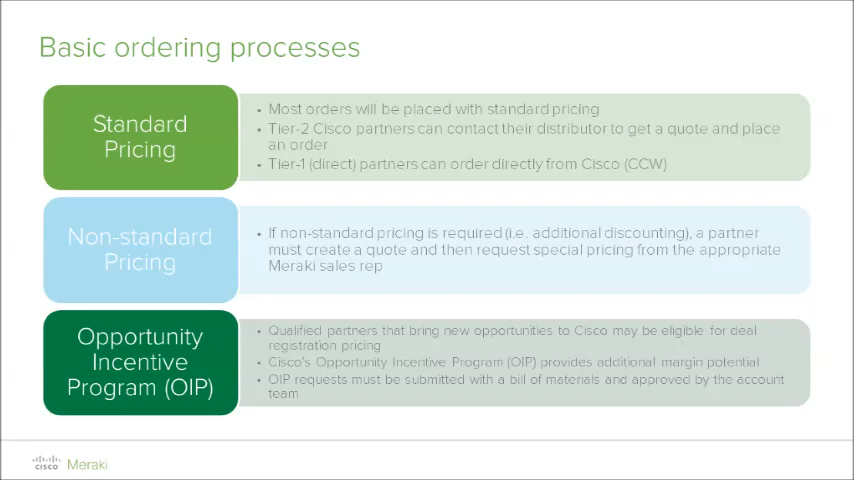 Basic ordering processes
Standard
Pricing
• Most orders will be placed with standard pricing
• Tier-2 Cisco partners can contact their distributor to get a quote and place
an order
• Tier-1 (direct) partners can order directly from Cisco (CCW)
Non-standard
Pricing
• If non-standard pricing is required (i.e. additional discounting), a partner
must create a quote and then request special pricing from the appropriate
Meraki sales rep
Opportunity
Incentive
Program (OIP)
• Qualified partners that bring new opportunities to Cisco may be eligible for deal
registration pricing
• Cisco's Opportunity Incentive Program (OIP) provides additional margin potential
• OIP requests must be submitted with a bill of materials and approved by the account
team
cisco Meraki